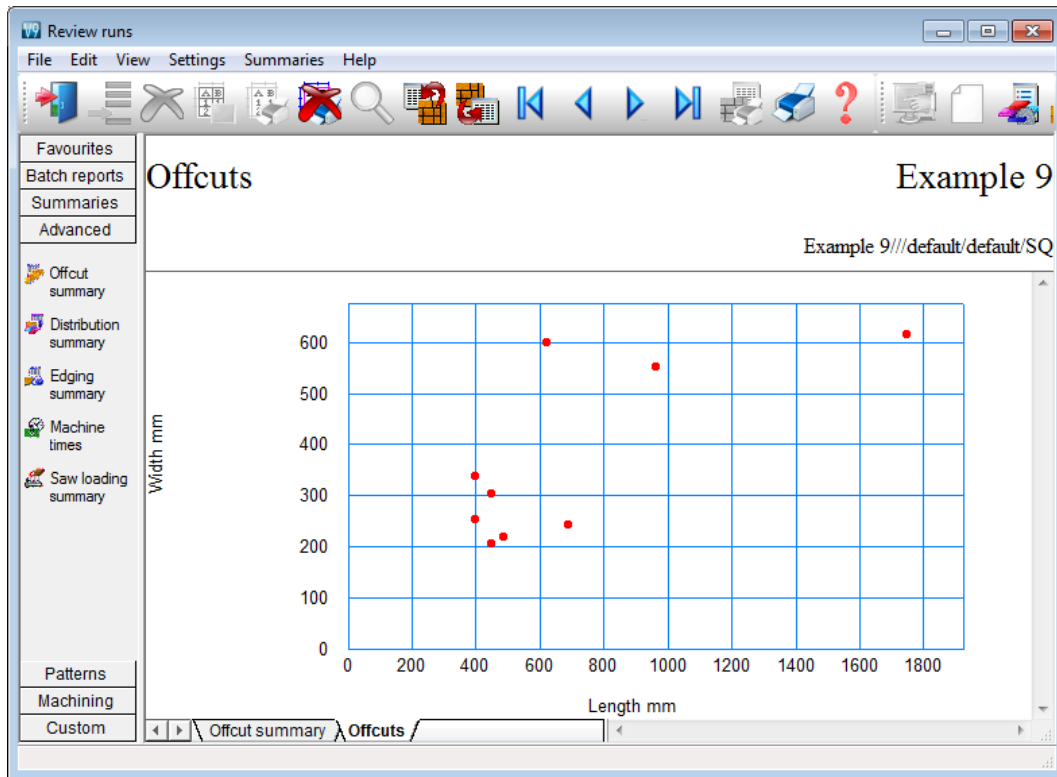 V9 Review runs
File Edit View Settings Summaries Help
Favourites
Batch reports
Summaries
Advanced
Offcut
summary
Distribution
summary
Edging
summary
Machine
times
Saw loading
summary
Patterns
Machining
Custom
Offcuts
Example 9
Example 9///default/default/SQ
Width mm
600
500
400
300
200
100
0
0 200 400 600 800 1000 1200 1400 1600 1800
Length mm
Offcut summary Offcuts